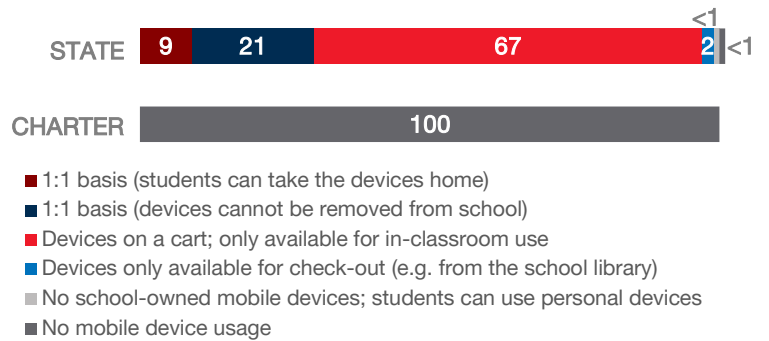 <1
STATE 9 21 67 2 <1
CHARTER 100
1:1 basis (students can take the devices home)
1:1 basis (devices cannot be removed from school)
Devices on a cart; only available for in-classroom use
Devices only available for check-out (e.g. from the school library)
No school-owned mobile devices; students can use personal devices
No mobile device usage